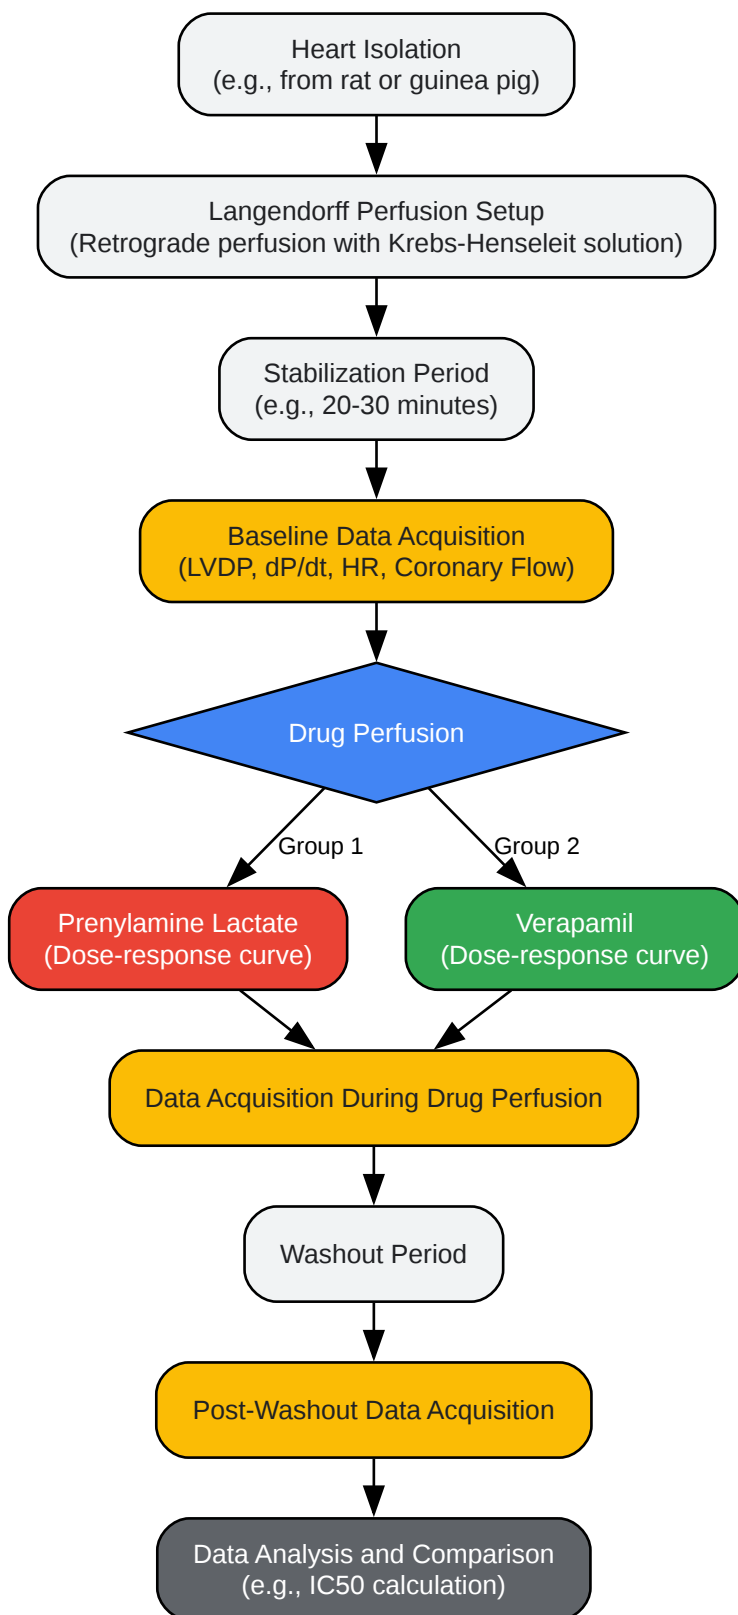 Heart Isolation
(e.g., from rat or guinea pig)
Langendorff Perfusion Setup
(Retrograde perfusion with Krebs-Henseleit solution)
Stabilization Period
(e.g., 20-30 minutes)
Baseline Data Acquisition
(LVDP, dP/dt, HR, Coronary Flow)
Drug Perfusion
Group 1
Group 2
Prenylamine Lactate
(Dose-response curve)
Verapamil
(Dose-response curve)
Data Acquisition During Drug Perfusion
Washout Period
Post-Washout Data Acquisition
Data Analysis and Comparison
(e.g., IC50 calculation)